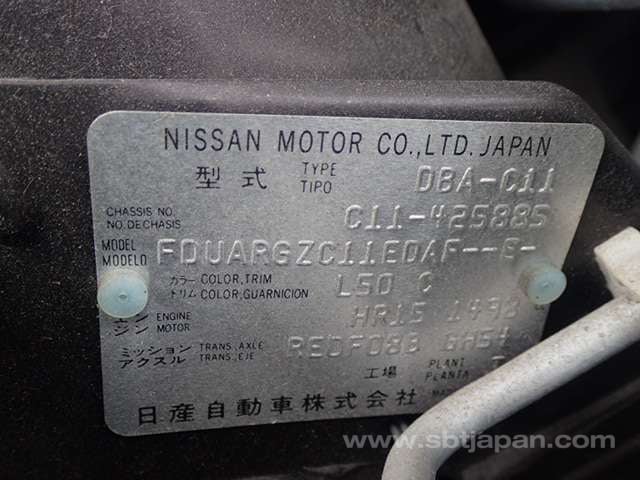 NISSAN MOTOR CO.,LTD. JAPAN
型式 TYPE TIPO DBA-C11
CHASSIS NO. NO.DE CHASIS C11-425885
MODEL MODELO FDUARGZC11EDAF--E-
カラー COLOR,TRIM
トリム COLOR,GUARNICION L50 C
ENGINE
ジン MOTOR HR15 1498
ミッション TRANS.,AXLE
アクスル TRANS.,EJE RE0F08B GH54
工場 PLANT PLANTA
日産自動車株式会社
www.sbtjapan.com